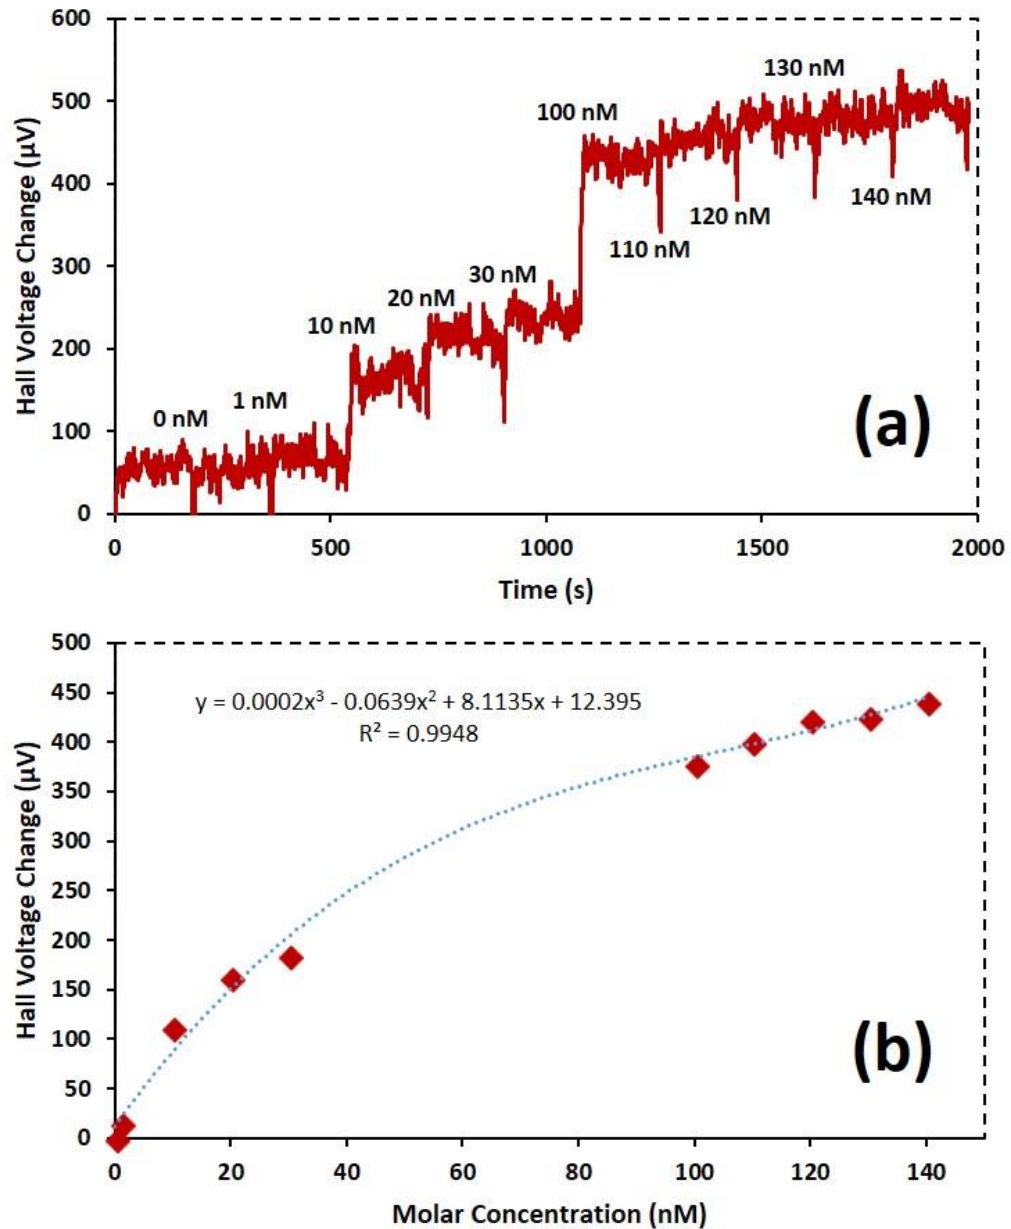 600
500
400
300
200
100
0
Hall Voltage Change (µV)
0 nM
1 nM
10 nM
20 nM
30 nM
100 nM
110 nM
120 nM
130 nM
140 nM
(a)
0 500 1000 1500 2000
Time (s)
500
450
400
350
300
250
200
150
100
50
0
Hall Voltage Change (µV)
y = 0.0002x³ - 0.0639x² + 8.1135x + 12.395
R² = 0.9948
(b)
0 20 40 60 80 100 120 140
Molar Concentration (nM)